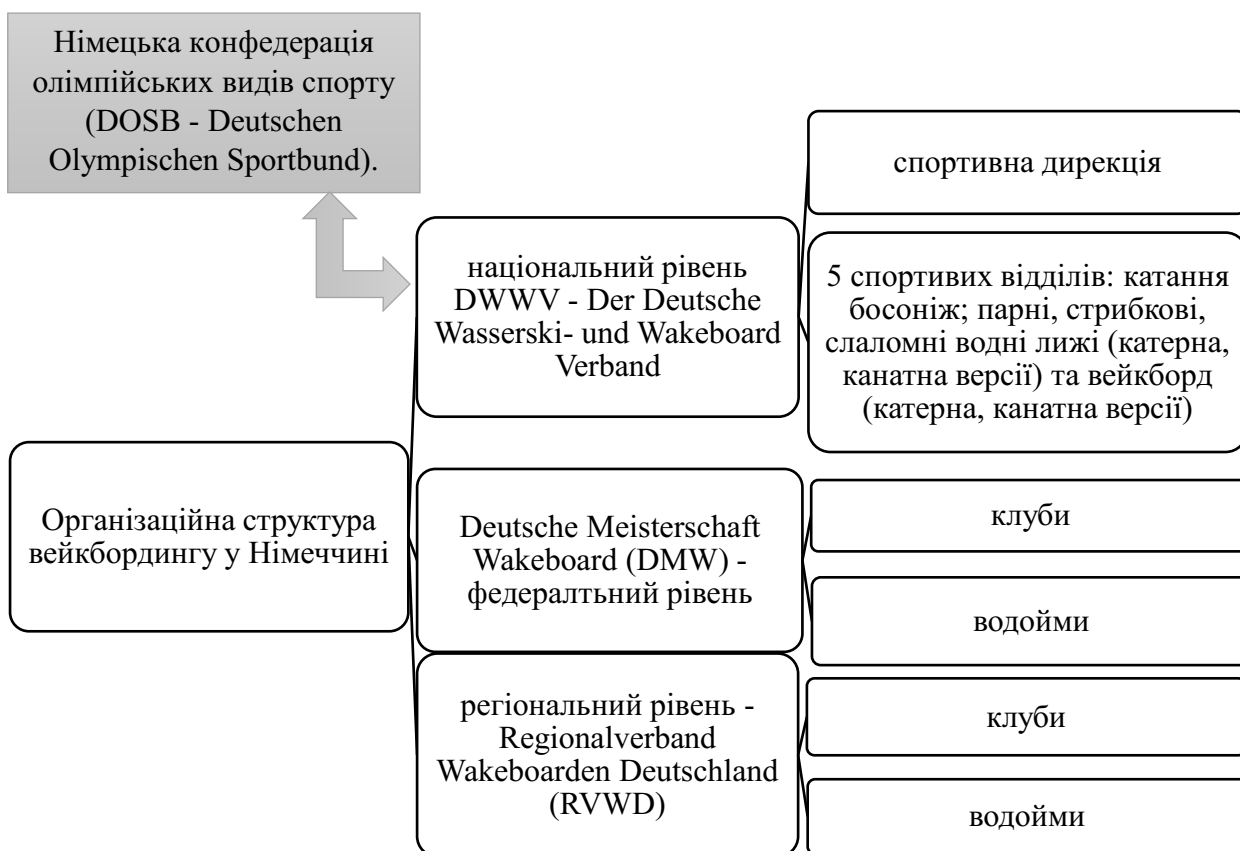 Німецька конфедерація
олімпійських видів спорту
(DOSB - Deutschen
Olympischen Sportbund).
спортивна дирекція
національний рівень
DWWV - Der Deutsche
Wasserski- und Wakeboard
Verband
5 спортивих відділів: катання
босоніж; парні, стрибкові,
слаломні водні лижі (катерна,
канатна версії) та вейкборд
(катерна, канатна версії)
Організаційна структура
вейкбордингу у Німеччині
Deutsche Meisterschaft
Wakeboard (DMW) -
федералтьний рівень
клуби
водойми
регіональний рівень -
Regionalverband
Wakeboarden Deutschland
(RVWD)
клуби
водойми